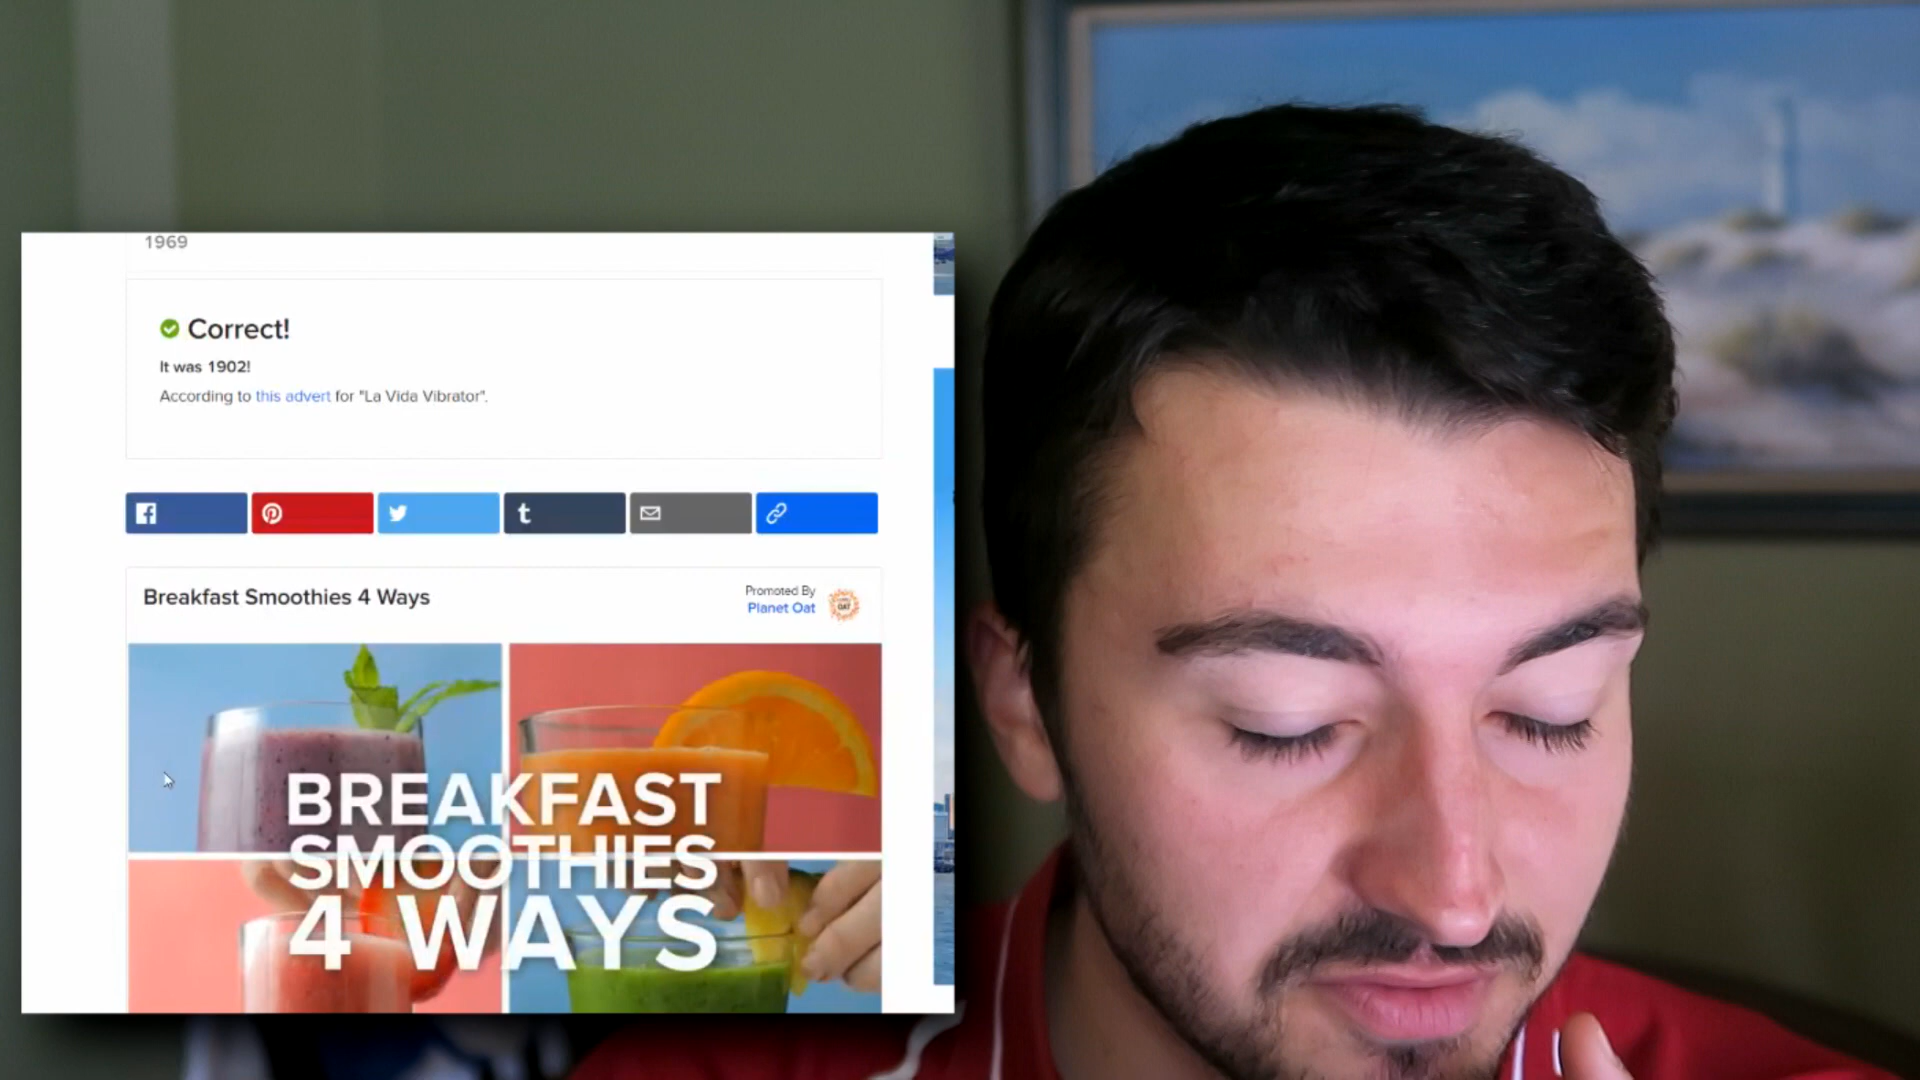 1969
Correct!
It was 1902!
According to this advert for "La Vida Vibrator".
Breakfast Smoothies 4 Ways
Promoted By
Planet Oat
OAT
BREAKFAST
SMOOTHIES
4 WAYS